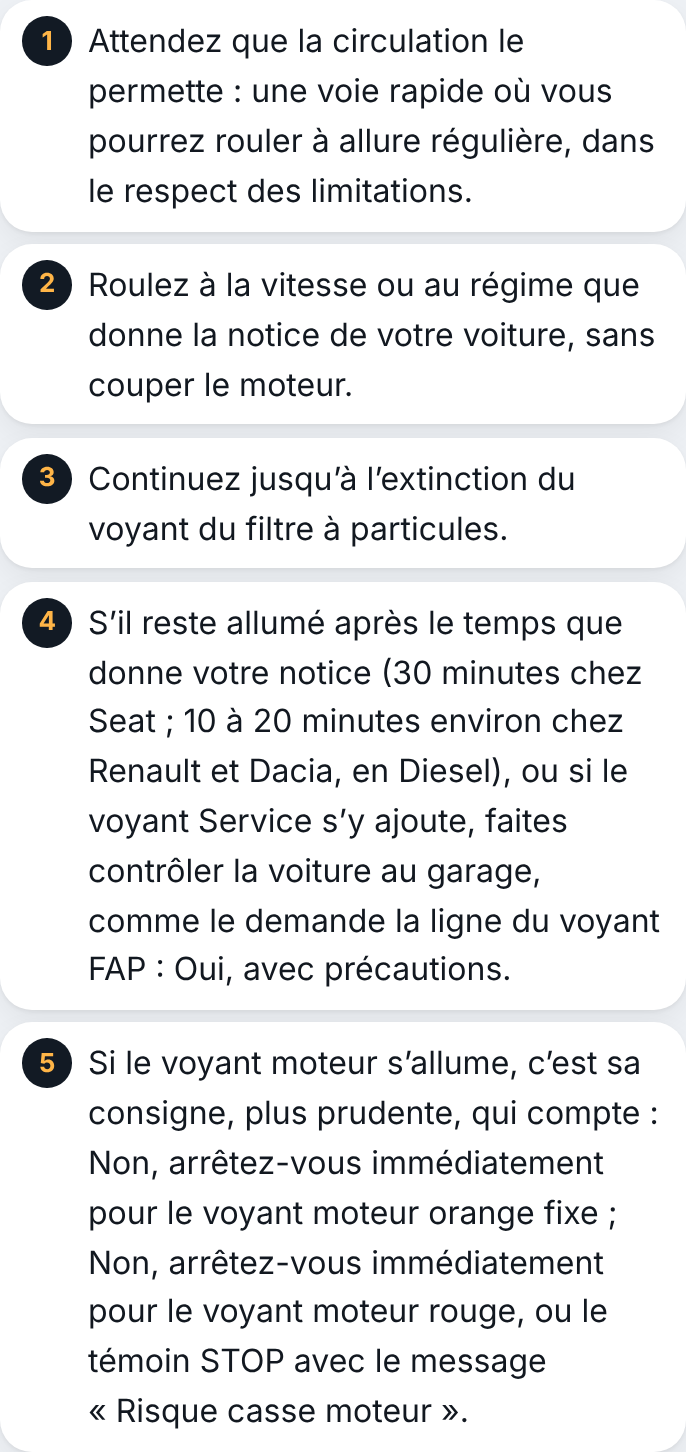 1 Attendez que la circulation le
permette : une voie rapide où vous
pourrez rouler à allure régulière, dans
le respect des limitations.
2 Roulez à la vitesse ou au régime que
donne la notice de votre voiture, sans
couper le moteur.
3 Continuez jusqu’à l’extinction du
voyant du filtre à particules.
4 S’il reste allumé après le temps que
donne votre notice (30 minutes chez
Seat ; 10 à 20 minutes environ chez
Renault et Dacia, en Diesel), ou si le
voyant Service s’y ajoute, faites
contrôler la voiture au garage,
comme le demande la ligne du voyant
FAP : Oui, avec précautions.
5 Si le voyant moteur s’allume, c’est sa
consigne, plus prudente, qui compte :
Non, arrêtez-vous immédiatement
pour le voyant moteur orange fixe ;
Non, arrêtez-vous immédiatement
pour le voyant moteur rouge, ou le
témoin STOP avec le message
« Risque casse moteur ».